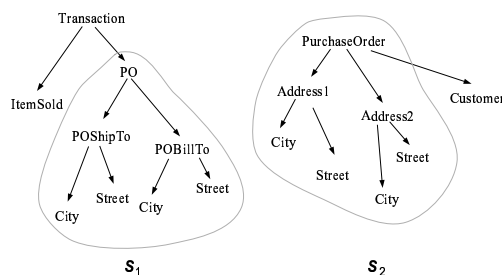 Transaction
PO
ItemSold
POShipTo
POBillTo
City
Street
City
Street
S1
PurchaseOrder
Address1
Customer
Address2
City
Street
Street
City
S2